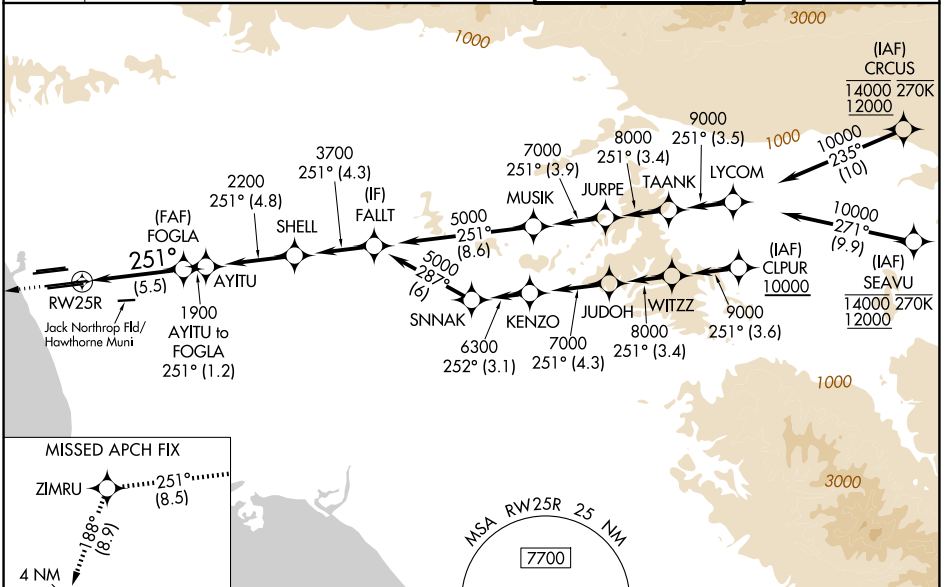 3000
1000
(IAF)
CRCUS
14000 270K
12000
10000
235°
(10)
1000
9000
251° (3.5)
8000
251° (3.4)
7000
251° (3.9)
3700
251° (4.3)
2200
251° (4.8)
LYCOM
TAANK
JURPE
MUSIK
(IF)
FALLT
SHELL
(FAF)
FOGLA
5000
251°
(8.6)
10000
271°
(9.9)
251°
(5.5)
AYITU
RW25R
Jack Northrop Fld/
Hawthorne Muni
1900
AYITU to
FOGLA
251° (1.2)
5000
287°
(6)
(IAF)
CLPUR
10000
(IAF)
SEAVU
14000 270K
12000
SNNAK
KENZO
JUDOH
WITZZ
6300
252° (3.1)
7000
251° (4.3)
8000
251° (3.4)
9000
251° (3.6)
1000
3000
MISSED APCH FIX
ZIMRU
251°
(8.5)
188°
(8.9)
4 NM
MSA RW25R 25 NM
7700